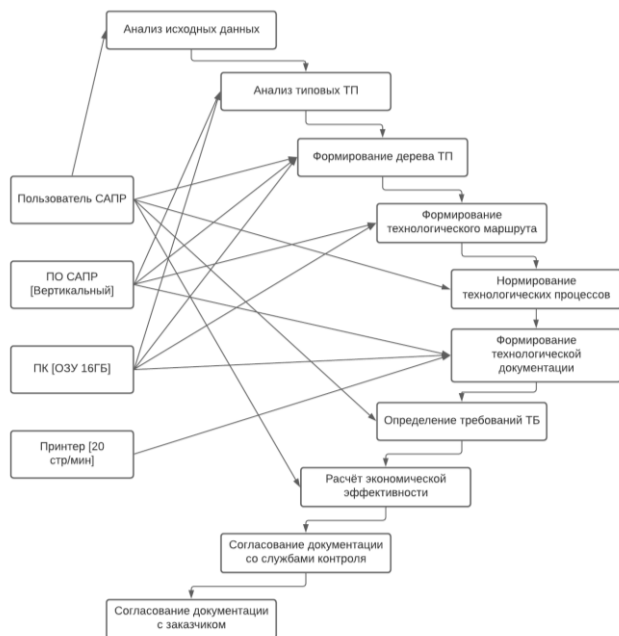 Анализ исходных данных
Анализ типовых ТП
Формирование дерева ТП
Пользователь САПР
Формирование
технологического маршрута
ПО САПР
[Вертикальный]
Нормирование
технологических процессов
Формирование
технологической
документации
ПК [ОЗУ 16ГБ]
Определение требований ТБ
Принтер [20
стр/мин]
Расчёт экономической
эффективности
Согласование документации
со службами контроля
Согласование документации
с заказчиком